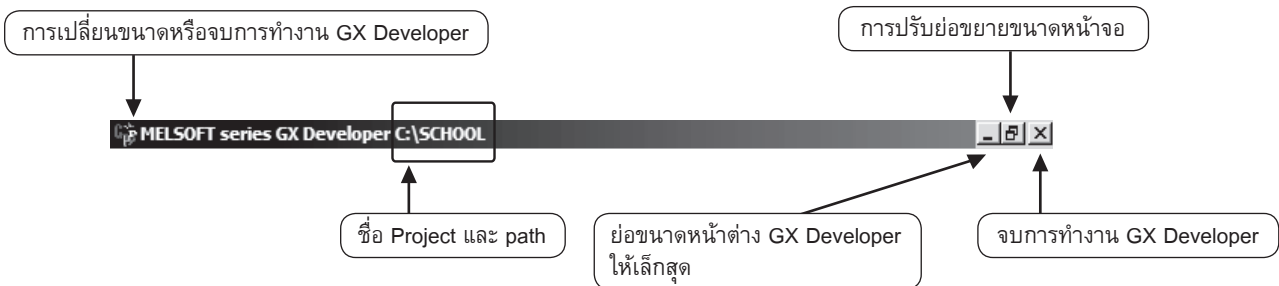 การเปลี่ยนขนาดหรือจบการทำงาน GX Developer
การปรับย่อขยายขนาดหน้าจอ
MELSOFT series GX Developer C:\SCHOOL
ชื่อ Project และ path
ย่อขนาดหน้าต่าง GX Developer
ให้เล็กสุด
จบการทำงาน GX Developer